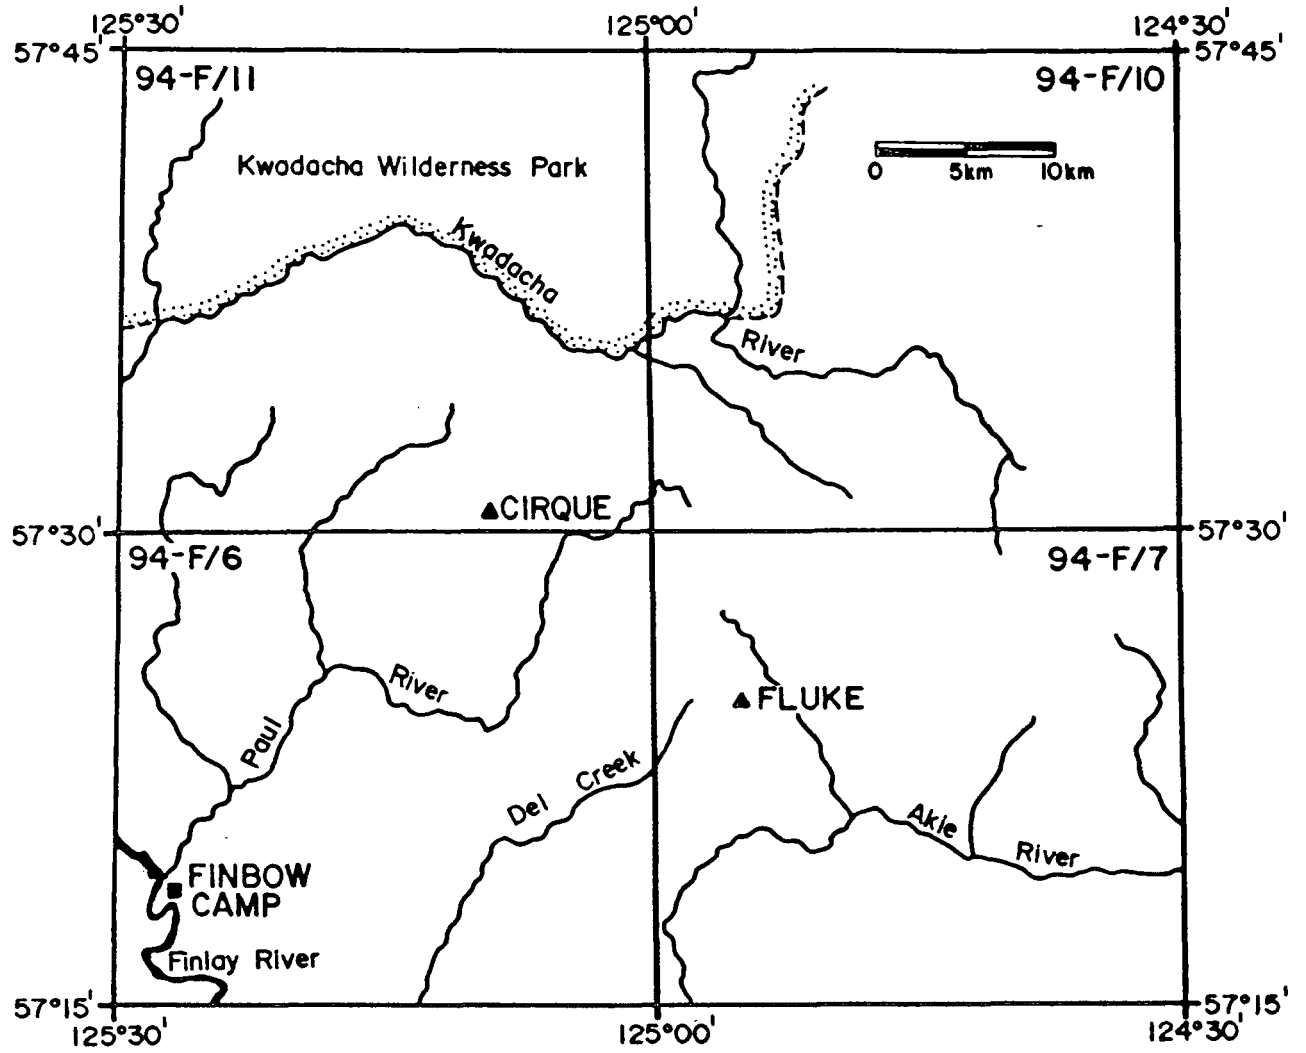 125°30'
125°00'
124°30'
57°45'
57°45'
94-F/11
94-F/10
Kwadacha Wilderness Park
0 5km 10km
Kwadacha
River
CIRQUE
57°30'
57°30'
94-F/6
94-F/7
River
FLUKE
Paul
Del Creek
Akie
River
FINBOW
CAMP
Finlay River
57°15'
57°15'
125°30'
125°00'
124°30'